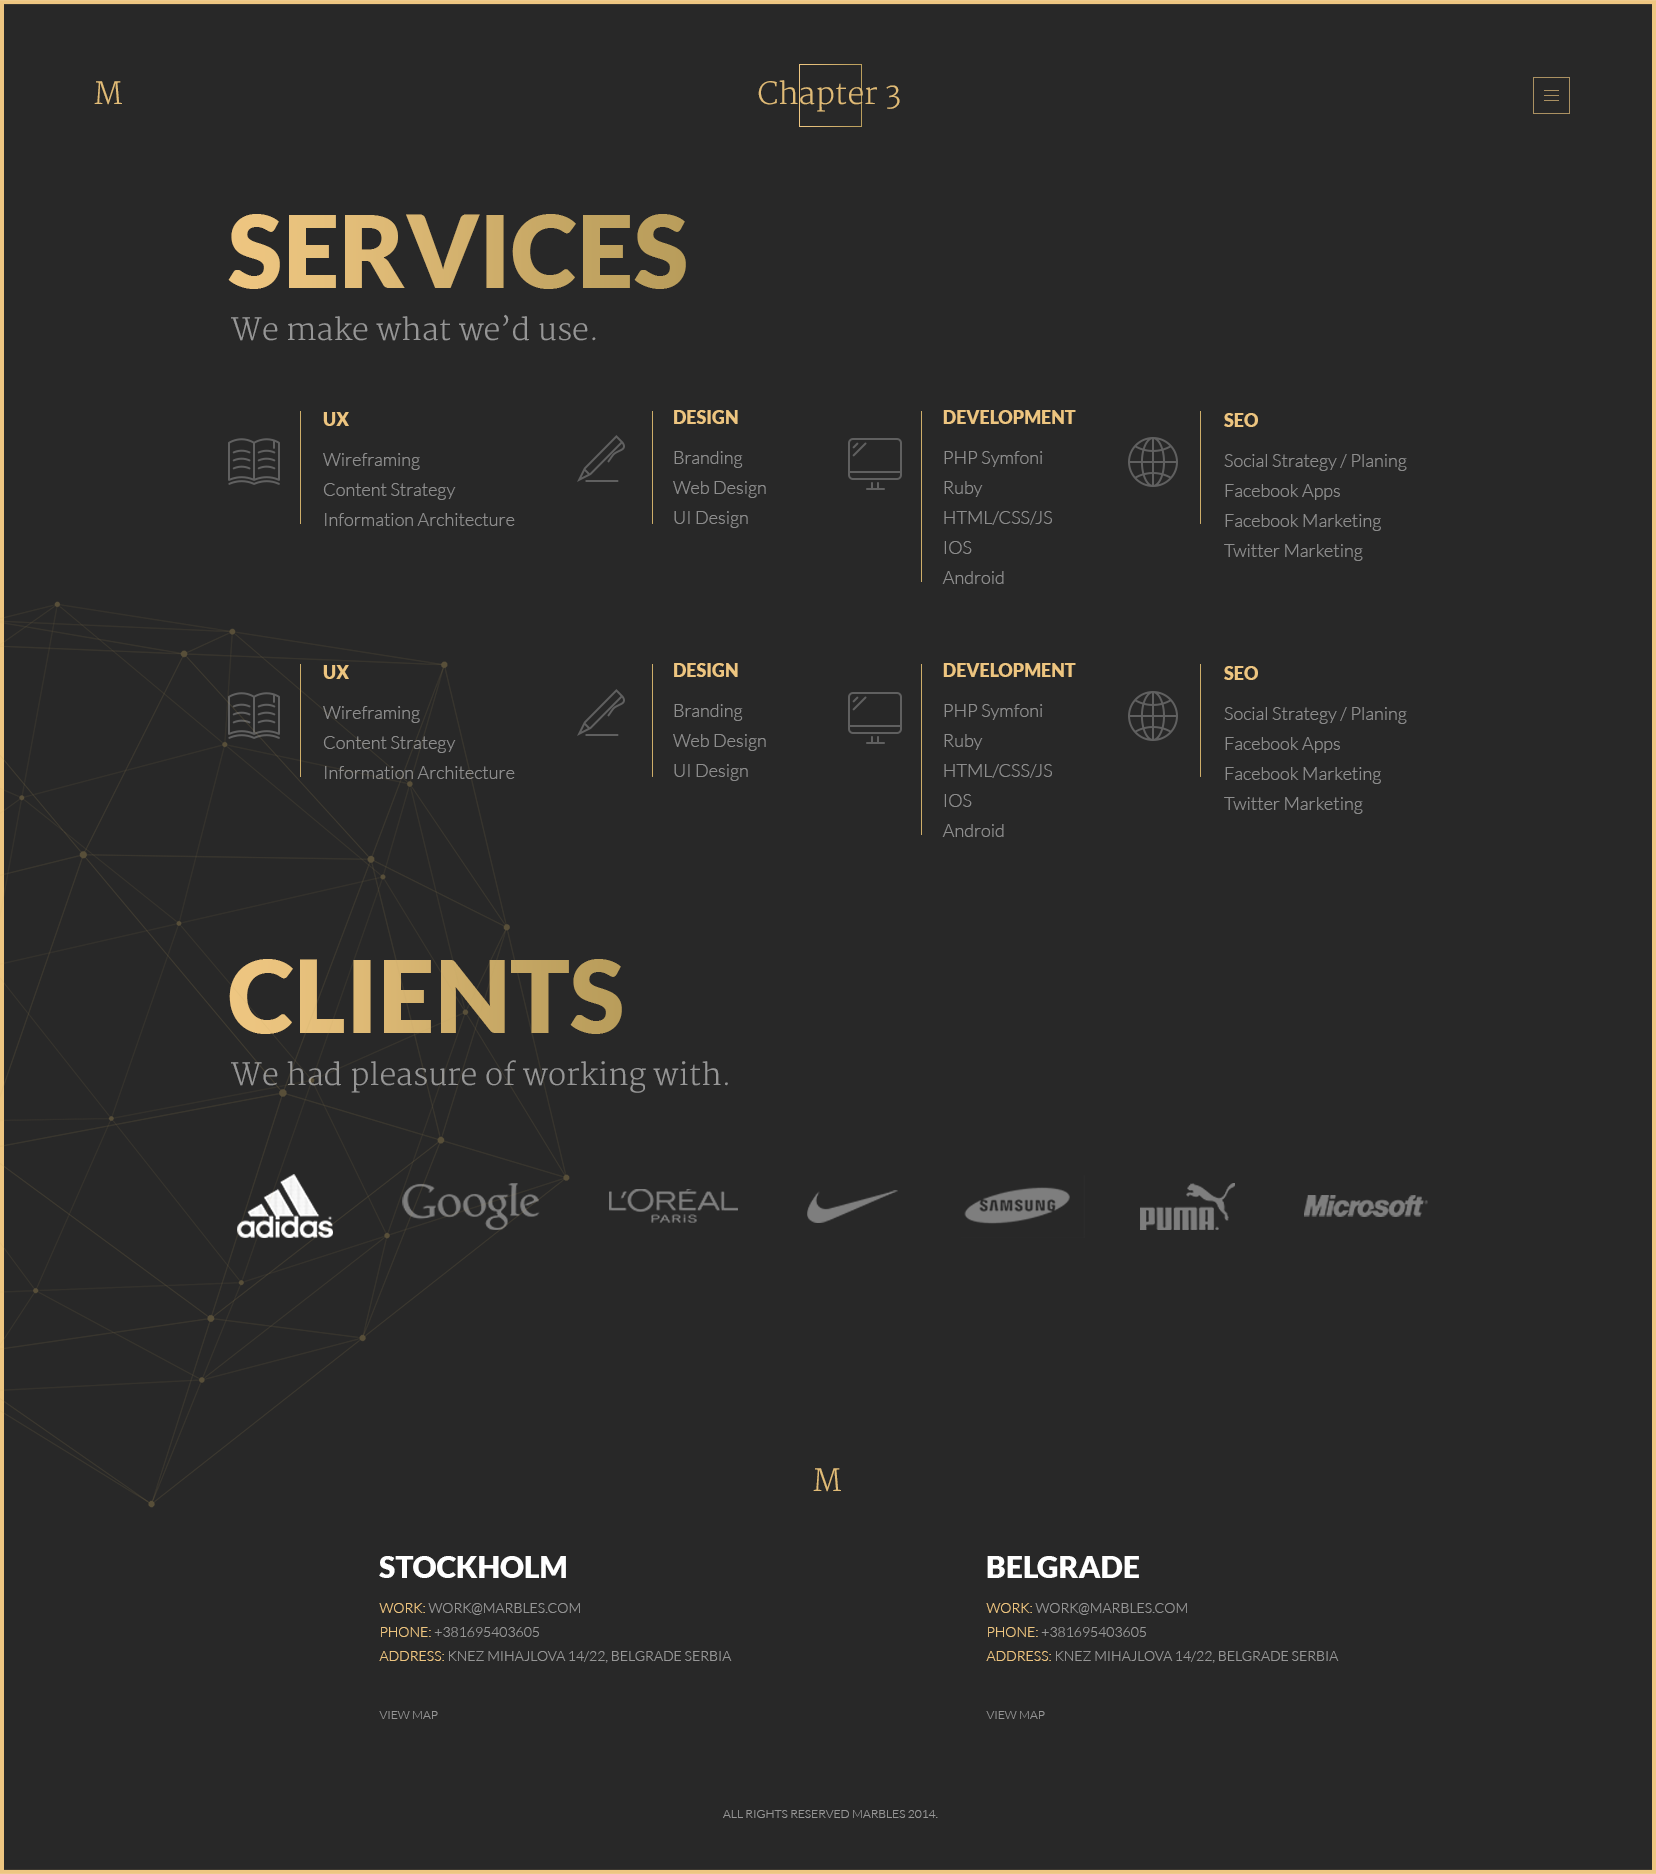 M
Chapter 3
SERVICES
We make what we’d use.
UX
Wireframing
Content Strategy
Information Architecture
DESIGN
Branding
Web Design
UI Design
DEVELOPMENT
PHP Symfoni
Ruby
HTML/CSS/JS
IOS
Android
SEO
Social Strategy / Planing
Facebook Apps
Facebook Marketing
Twitter Marketing
UX
Wireframing
Content Strategy
Information Architecture
DESIGN
Branding
Web Design
UI Design
DEVELOPMENT
PHP Symfoni
Ruby
HTML/CSS/JS
IOS
Android
SEO
Social Strategy / Planing
Facebook Apps
Facebook Marketing
Twitter Marketing
CLIENTS
We had pleasure of working with.
adidas
Google
L'ORÉAL
PARIS
SAMSUNG
PUMA
Microsoft
M
STOCKHOLM
WORK: WORK@MARBLES.COM
PHONE: +381695403605
ADDRESS: KNEZ MIHAJLOVA 14/22, BELGRADE SERBIA
VIEW MAP
BELGRADE
WORK: WORK@MARBLES.COM
PHONE: +381695403605
ADDRESS: KNEZ MIHAJLOVA 14/22, BELGRADE SERBIA
VIEW MAP
ALL RIGHTS RESERVED MARBLES 2014.